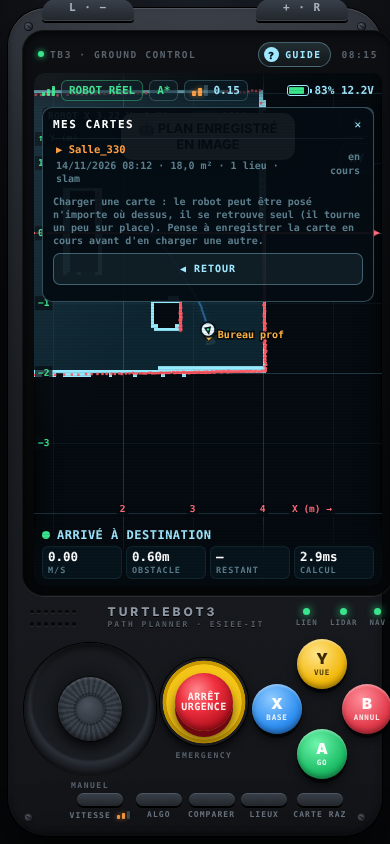 L · −
+ · R
TB3 · GROUND CONTROL
? GUIDE
08:15
ROBOT RÉEL
A*
0.15
83% 12.2V
MES CARTES
✕
PLAN ENREGISTRÉ
EN IMAGE
▶ Salle_330
14/11/2026 08:12 · 18,0 m² · 1 lieu ·
slam
en
cours
Charger une carte : le robot peut être posé
n'importe où dessus, il se retrouve seul (il tourne
un peu sur place). Pense à enregistrer la carte en
cours avant d'en charger une autre.
◀ RETOUR
−1
Bureau prof
−2
−3
2
3
4
X (m) →
ARRIVÉ À DESTINATION
0.00
M/S
0.60m
OBSTACLE
—
RESTANT
2.9ms
CALCUL
TURTLEBOT3
PATH PLANNER · ESIEE-IT
LIEN
LIDAR
NAV
ARRÊT
URGENCE
EMERGENCY
Y
VUE
X
BASE
B
ANNUL
A
GO
MANUEL
VITESSE
ALGO
COMPARER
LIEUX
CARTE RAZ